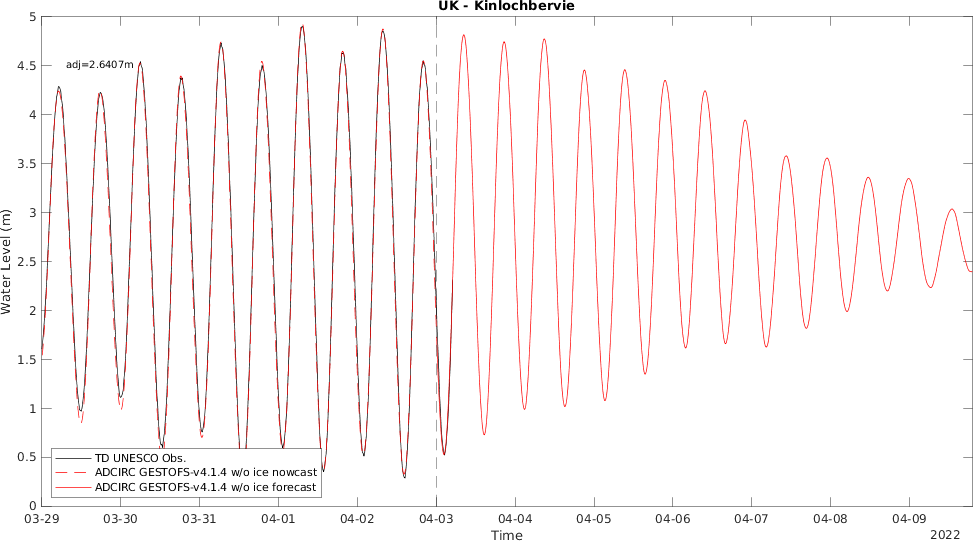 UK - Kinlochbervie
adj=2.6407m
Water Level (m)
5
4.5
4
3.5
3
2.5
2
1.5
1
0.5
0
TD UNESCO Obs.
ADCIRC GESTOFS-v4.1.4 w/o ice nowcast
ADCIRC GESTOFS-v4.1.4 w/o ice forecast
03-29 03-30 03-31 04-01 04-02 04-03 04-04 04-05 04-06 04-07 04-08 04-09
Time
2022